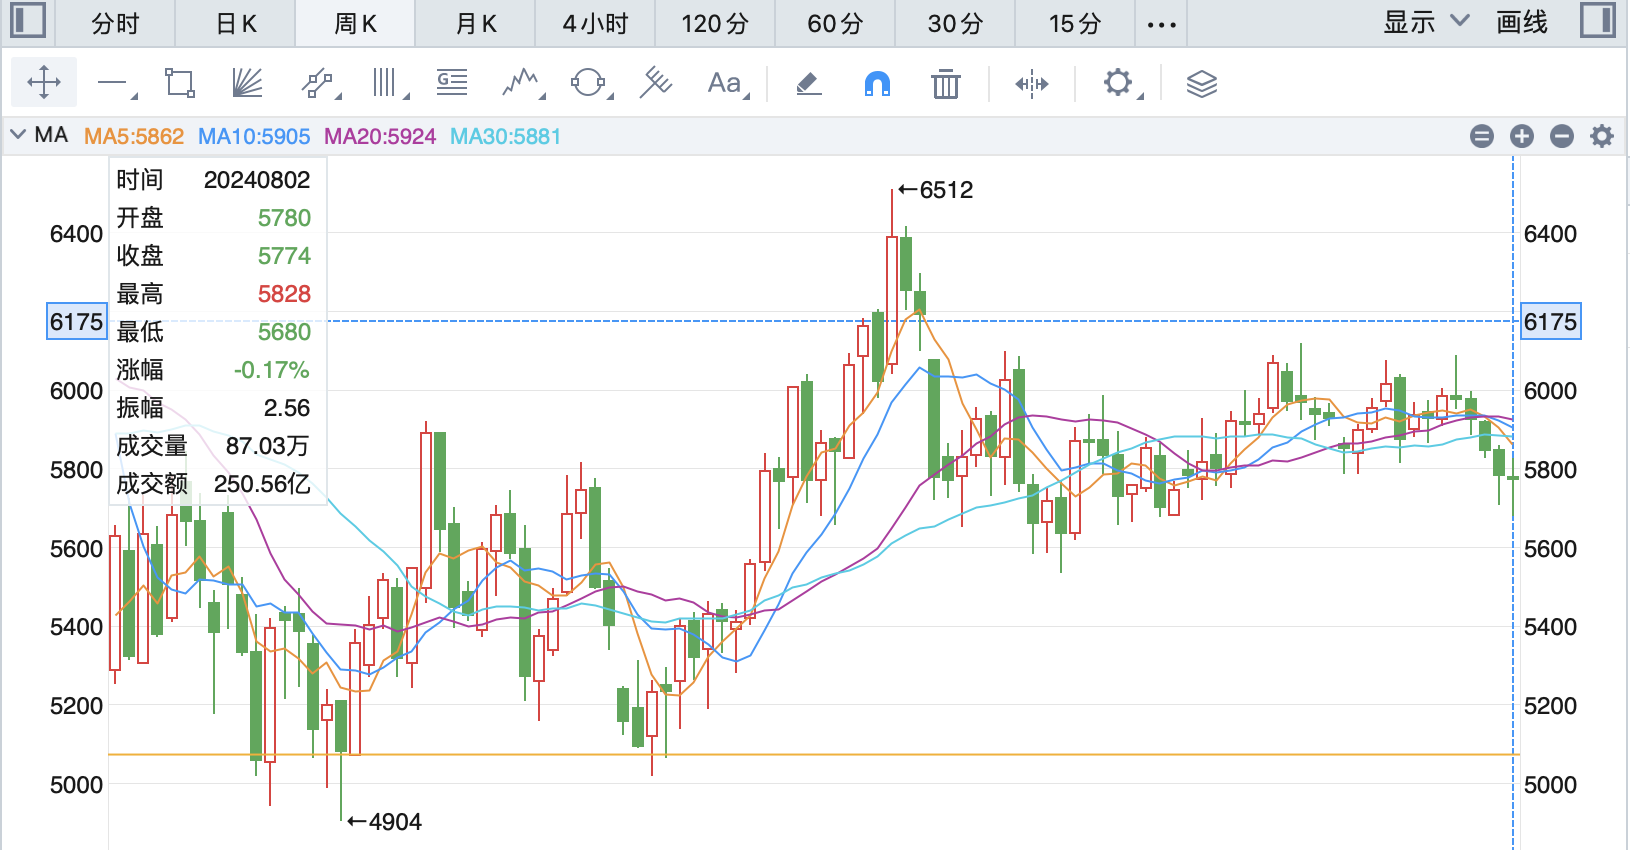 分时 日K 周K 月K 4小时 120分 60分 30分 15分 ··· 显示 画线
Aa
MA MA5:5862 MA10:5905 MA20:5924 MA30:5881
时间 20240802
开盘 5780
收盘 5774
最高 5828
最低 5680
涨幅 -0.17%
振幅 2.56
成交量 87.03万
成交额 250.56亿
←6512
6400 6400
6175 6175
6000 6000
5800 5800
5600 5600
5400 5400
5200 5200
5000 5000
←4904